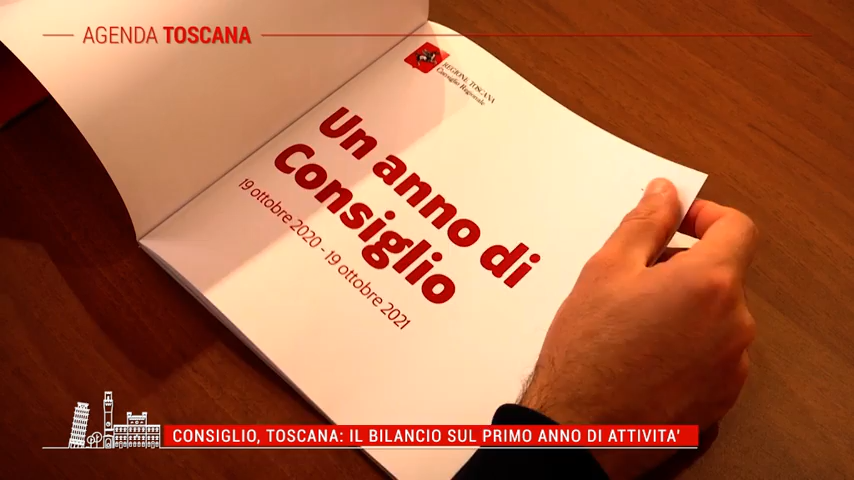 AGENDA TOSCANA
REGIONE TOSCANA
Consiglio Regionale
Un anno di
Consiglio
19 ottobre 2020 - 19 ottobre 2021
CONSIGLIO, TOSCANA: IL BILANCIO SUL PRIMO ANNO DI ATTIVITA'